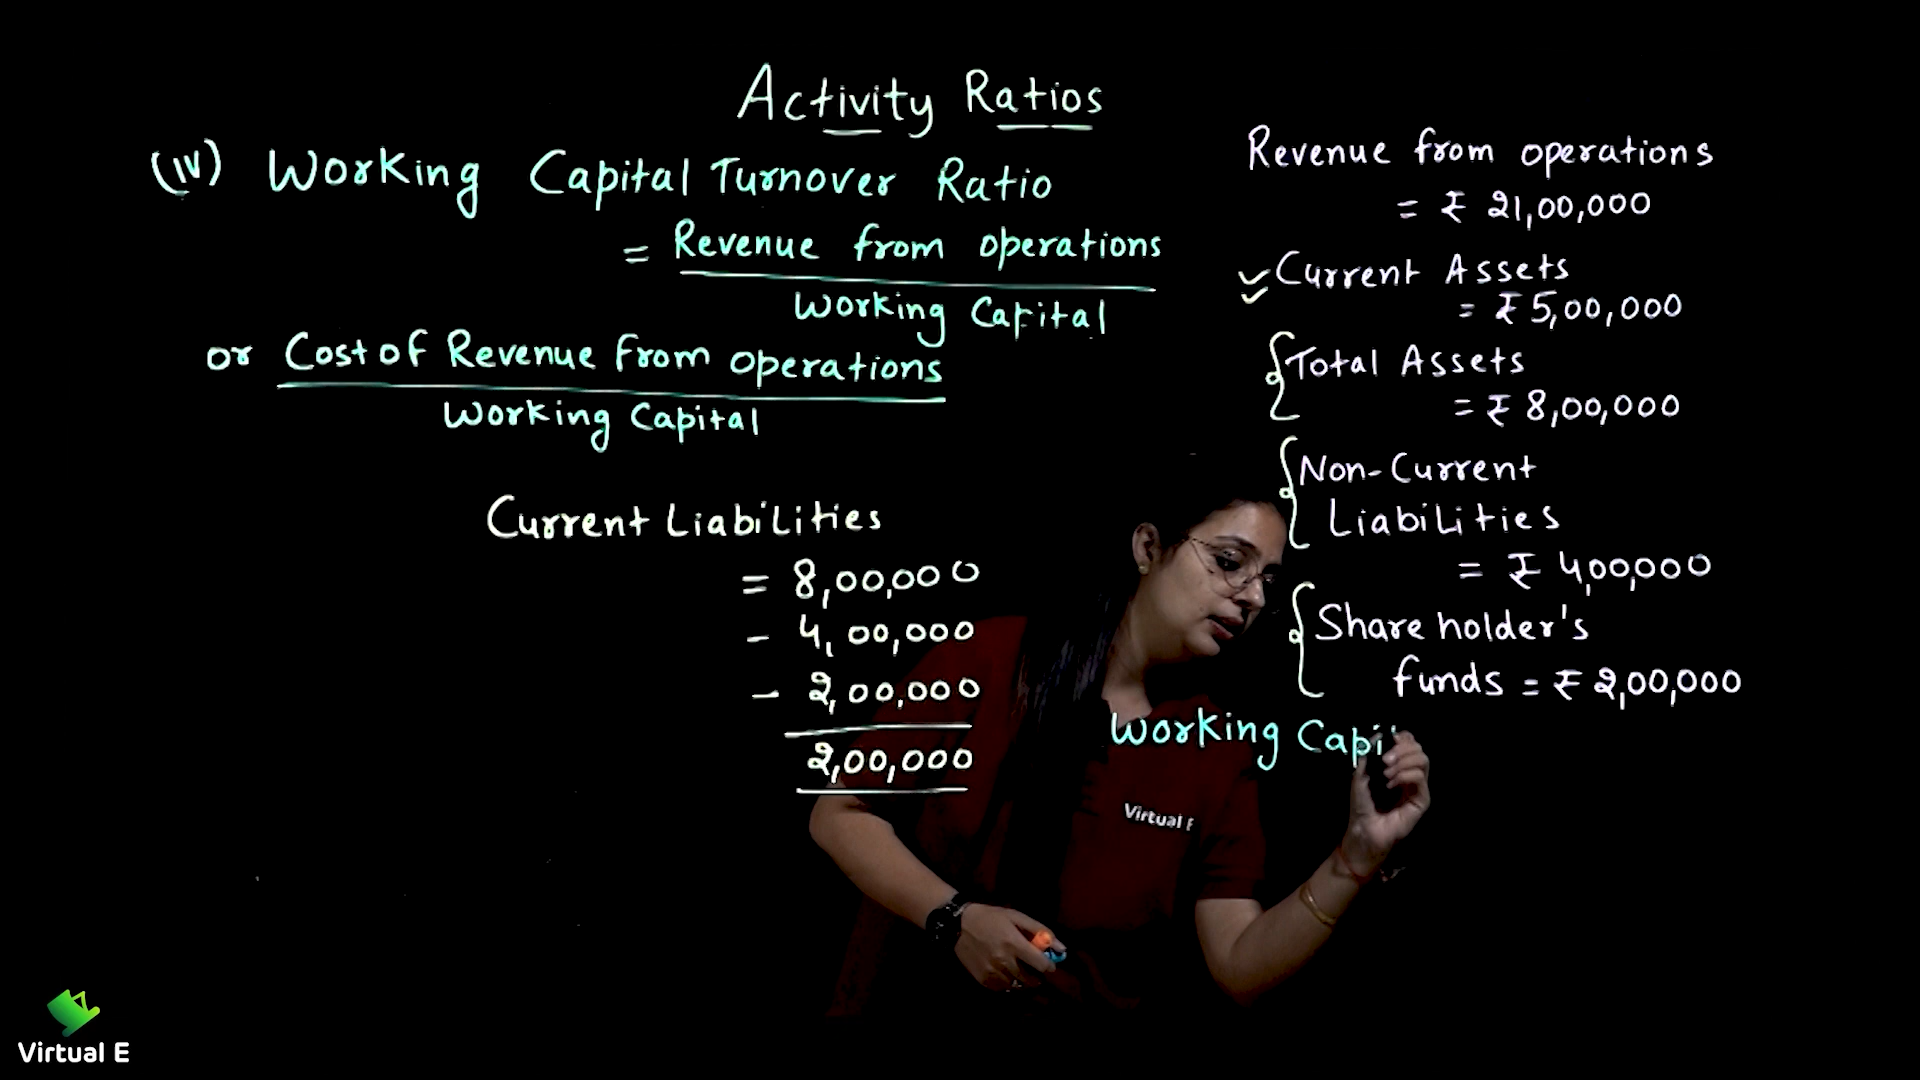 Activity Ratios
(iv) Working Capital Turnover Ratio
= Revenue from operations
Working Capital
or Cost of Revenue from operations
Working Capital
Current Liabilities
= 8,00,000
- 4,00,000
- 2,00,000
2,00,000
Revenue from operations
= ₹ 21,00,000
Current Assets
= ₹ 5,00,000
Total Assets
= ₹ 8,00,000
Non-Current
Liabilities
= ₹ 4,00,000
Share holder's
funds = ₹ 2,00,000
Working Capi
Virtual E
Virtual E